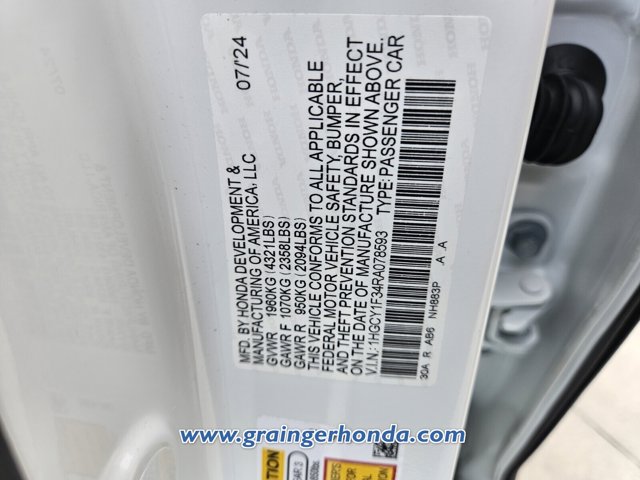 MFD. BY HONDA DEVELOPMENT &
MANUFACTURING OF AMERICA, LLC
07/'24
GVWR 1960KG (4321LBS)
GAWR F 1070KG (2358LBS)
GAWR R 950KG (2094LBS)
THIS VEHICLE CONFORMS TO ALL APPLICABLE
FEDERAL MOTOR VEHICLE SAFETY, BUMPER,
AND THEFT PREVENTION STANDARDS IN EFFECT
ON THE DATE OF MANUFACTURE SHOWN ABOVE.
V.I.N.: 1HGCY1F34RA078593 TYPE: PASSENGER CAR
30A R AB6 NH883P A A
www.graingerhonda.com